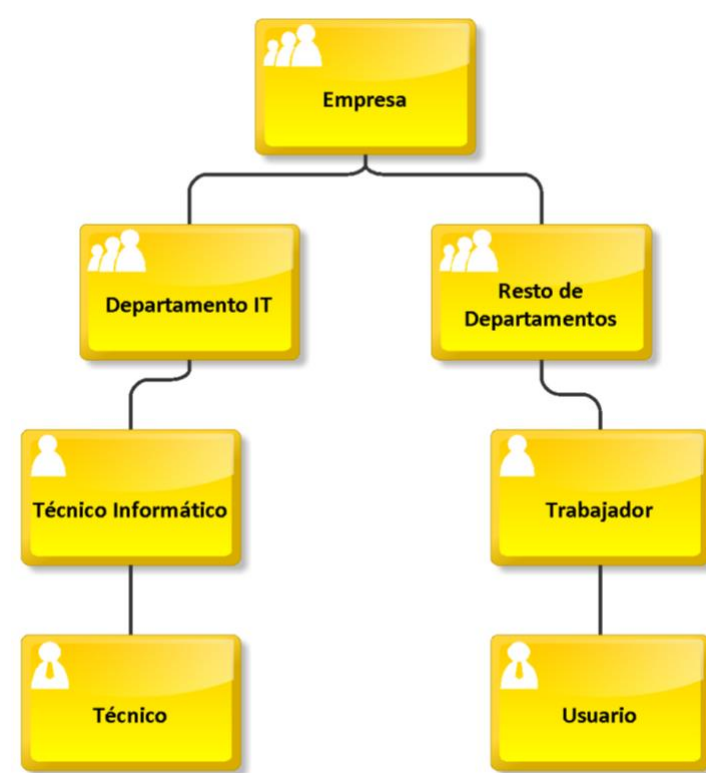 Empresa
Departamento IT
Resto de
Departamentos
Técnico Informático
Trabajador
Técnico
Usuario